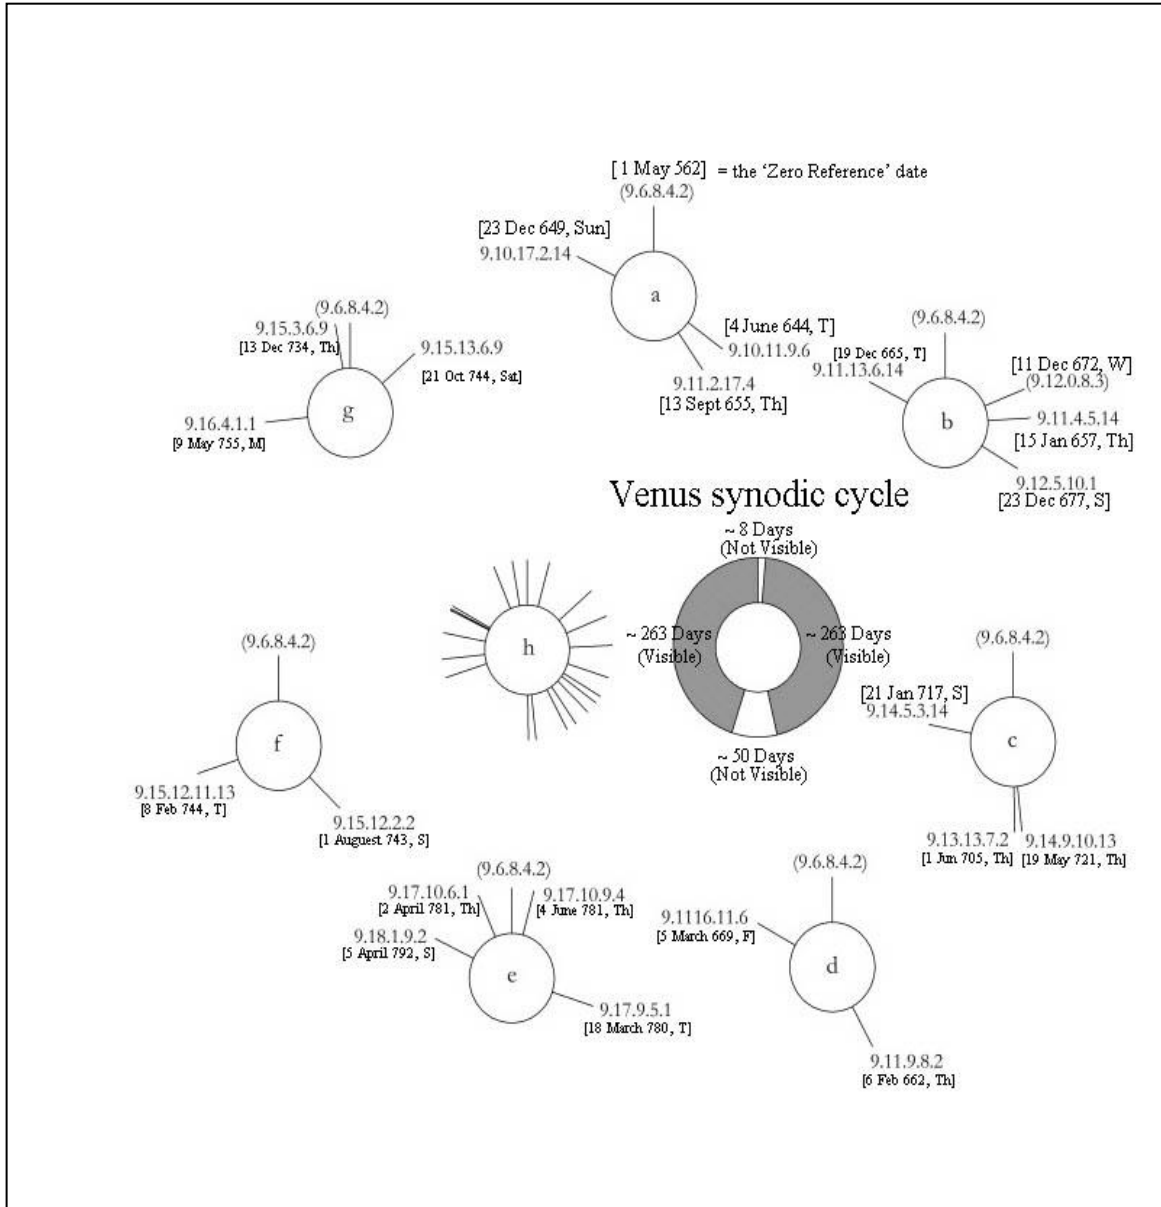 [1 May 562] = the ‘Zero Reference’ date
(9.6.8.4.2)
[23 Dec 649, Sun]
9.10.17.2.14
a
[4 June 644, T]
9.10.11.9.6
9.11.2.17.4
[13 Sept 655, Th]
(9.6.8.4.2)
9.15.3.6.9
[13 Dec 734, Th]
9.15.13.6.9
[21 Oct 744, Sat]
g
9.16.4.1.1
[9 May 755, M]
(9.6.8.4.2)
[19 Dec 665, T]
9.11.13.6.14
[11 Dec 672, W]
(9.12.0.8.3)
b
9.11.4.5.14
[15 Jan 657, Th]
9.12.5.10.1
[23 Dec 677, S]
Venus synodic cycle
~ 8 Days
(Not Visible)
~ 263 Days
(Visible)
~ 263 Days
(Visible)
~ 50 Days
(Not Visible)
h
(9.6.8.4.2)
f
9.15.12.11.13
[8 Feb 744, T]
9.15.12.2.2
[1 Auguest 743, S]
(9.6.8.4.2)
[21 Jan 717, S]
9.14.5.3.14
c
9.13.13.7.2
[1 Jun 705, Th]
9.14.9.10.13
[19 May 721, Th]
(9.6.8.4.2)
9.17.10.6.1
[2 April 781, Th]
9.17.10.9.4
[4 June 781, Th]
9.18.1.9.2
[5 April 792, S]
e
9.17.9.5.1
[18 March 780, T]
(9.6.8.4.2)
9.1116.11.6
[5 March 669, F]
d
9.11.9.8.2
[6 Feb 662, Th]